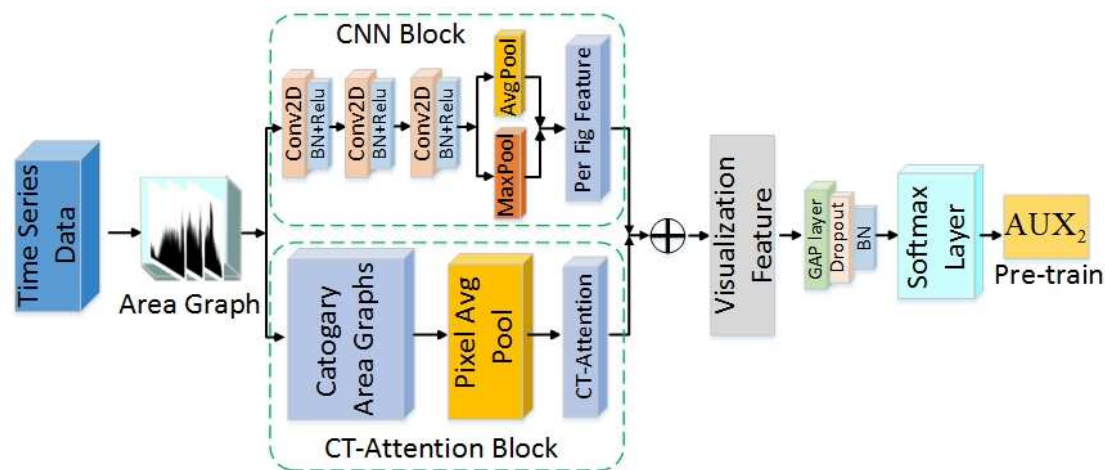 CNN Block
Conv2D
BN+Relu
Conv2D
BN+Relu
Conv2D
BN+Relu
AvgPool
MaxPool
Per Fig Feature
Time Series
Data
Area Graph
Catogary
Area Graphs
Pixel Avg
Pool
CT-Attention
CT-Attention Block
Visualization
Feature
GAP layer
Dropout
BN
Softmax
Layer
AUX2
Pre-train